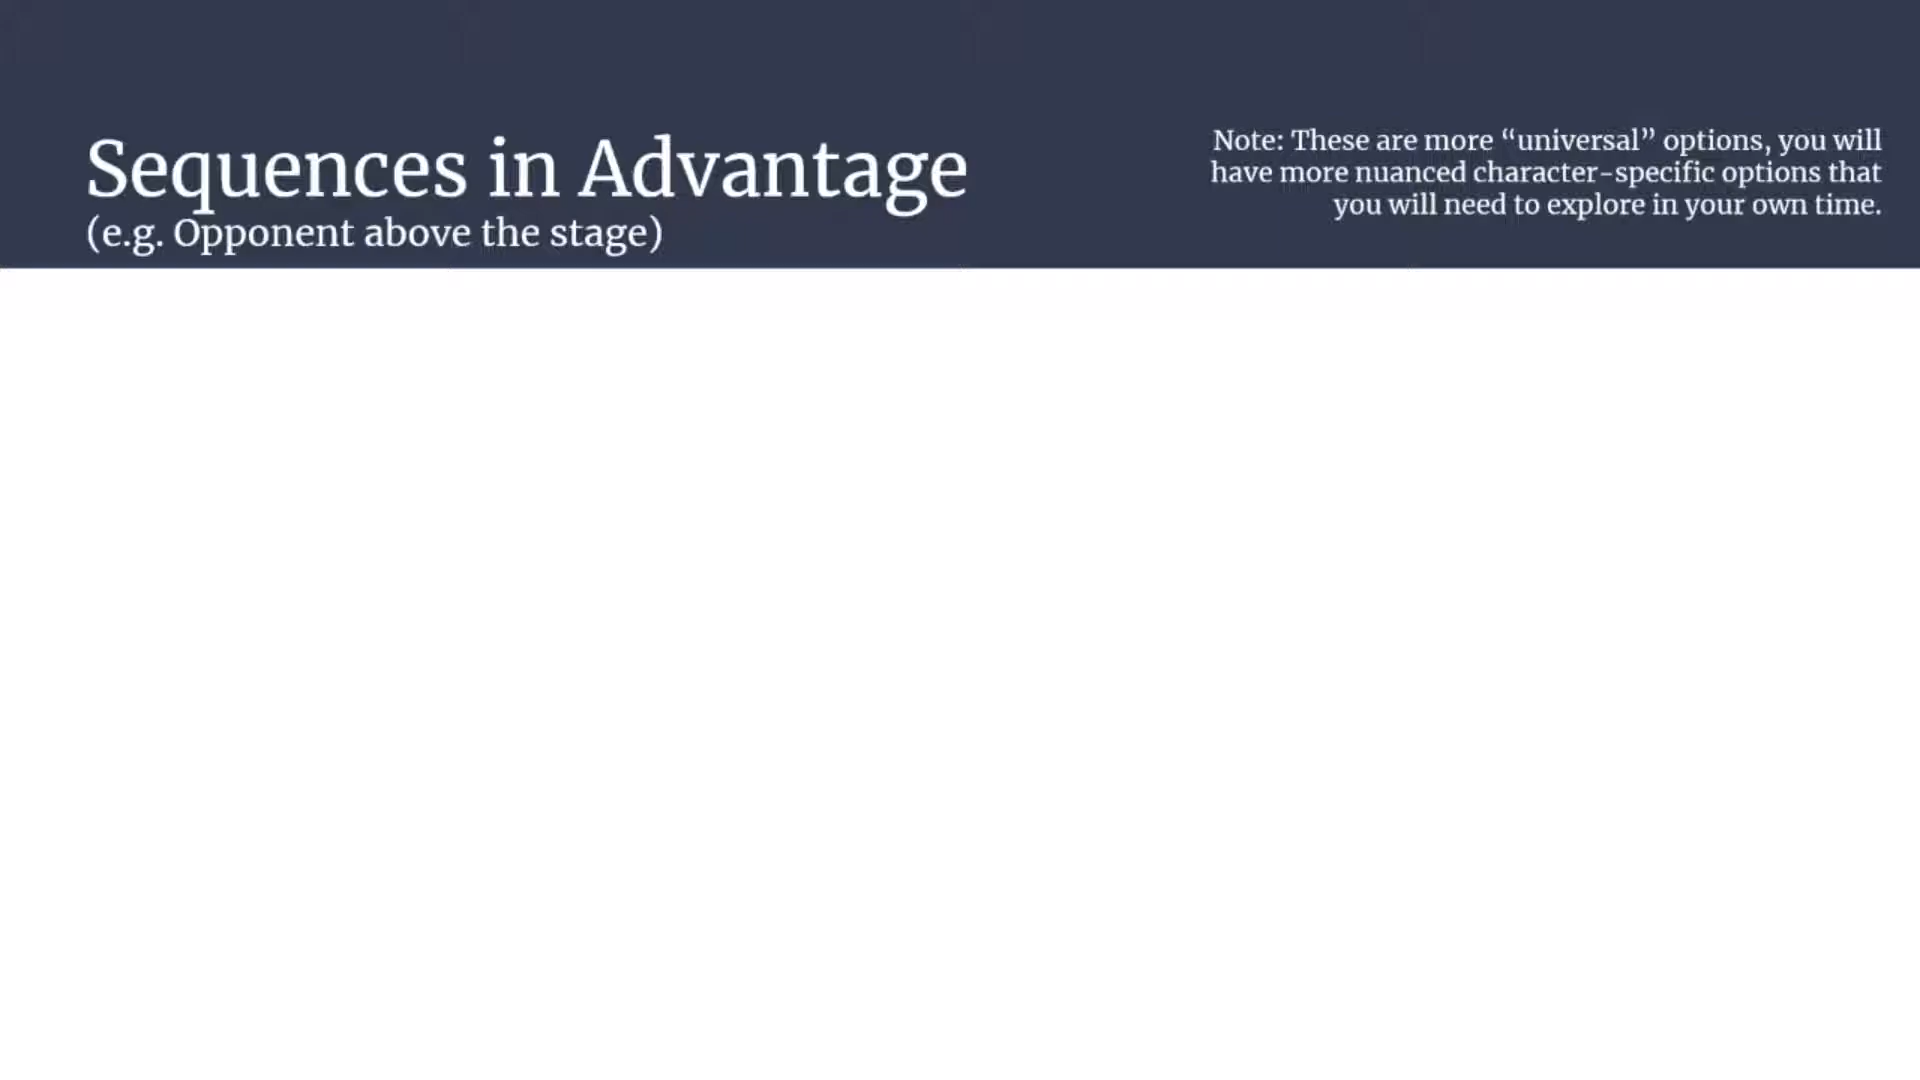 Sequences in Advantage
(e.g. Opponent above the stage)
Note: These are more “universal” options, you will
have more nuanced character-specific options that
you will need to explore in your own time.